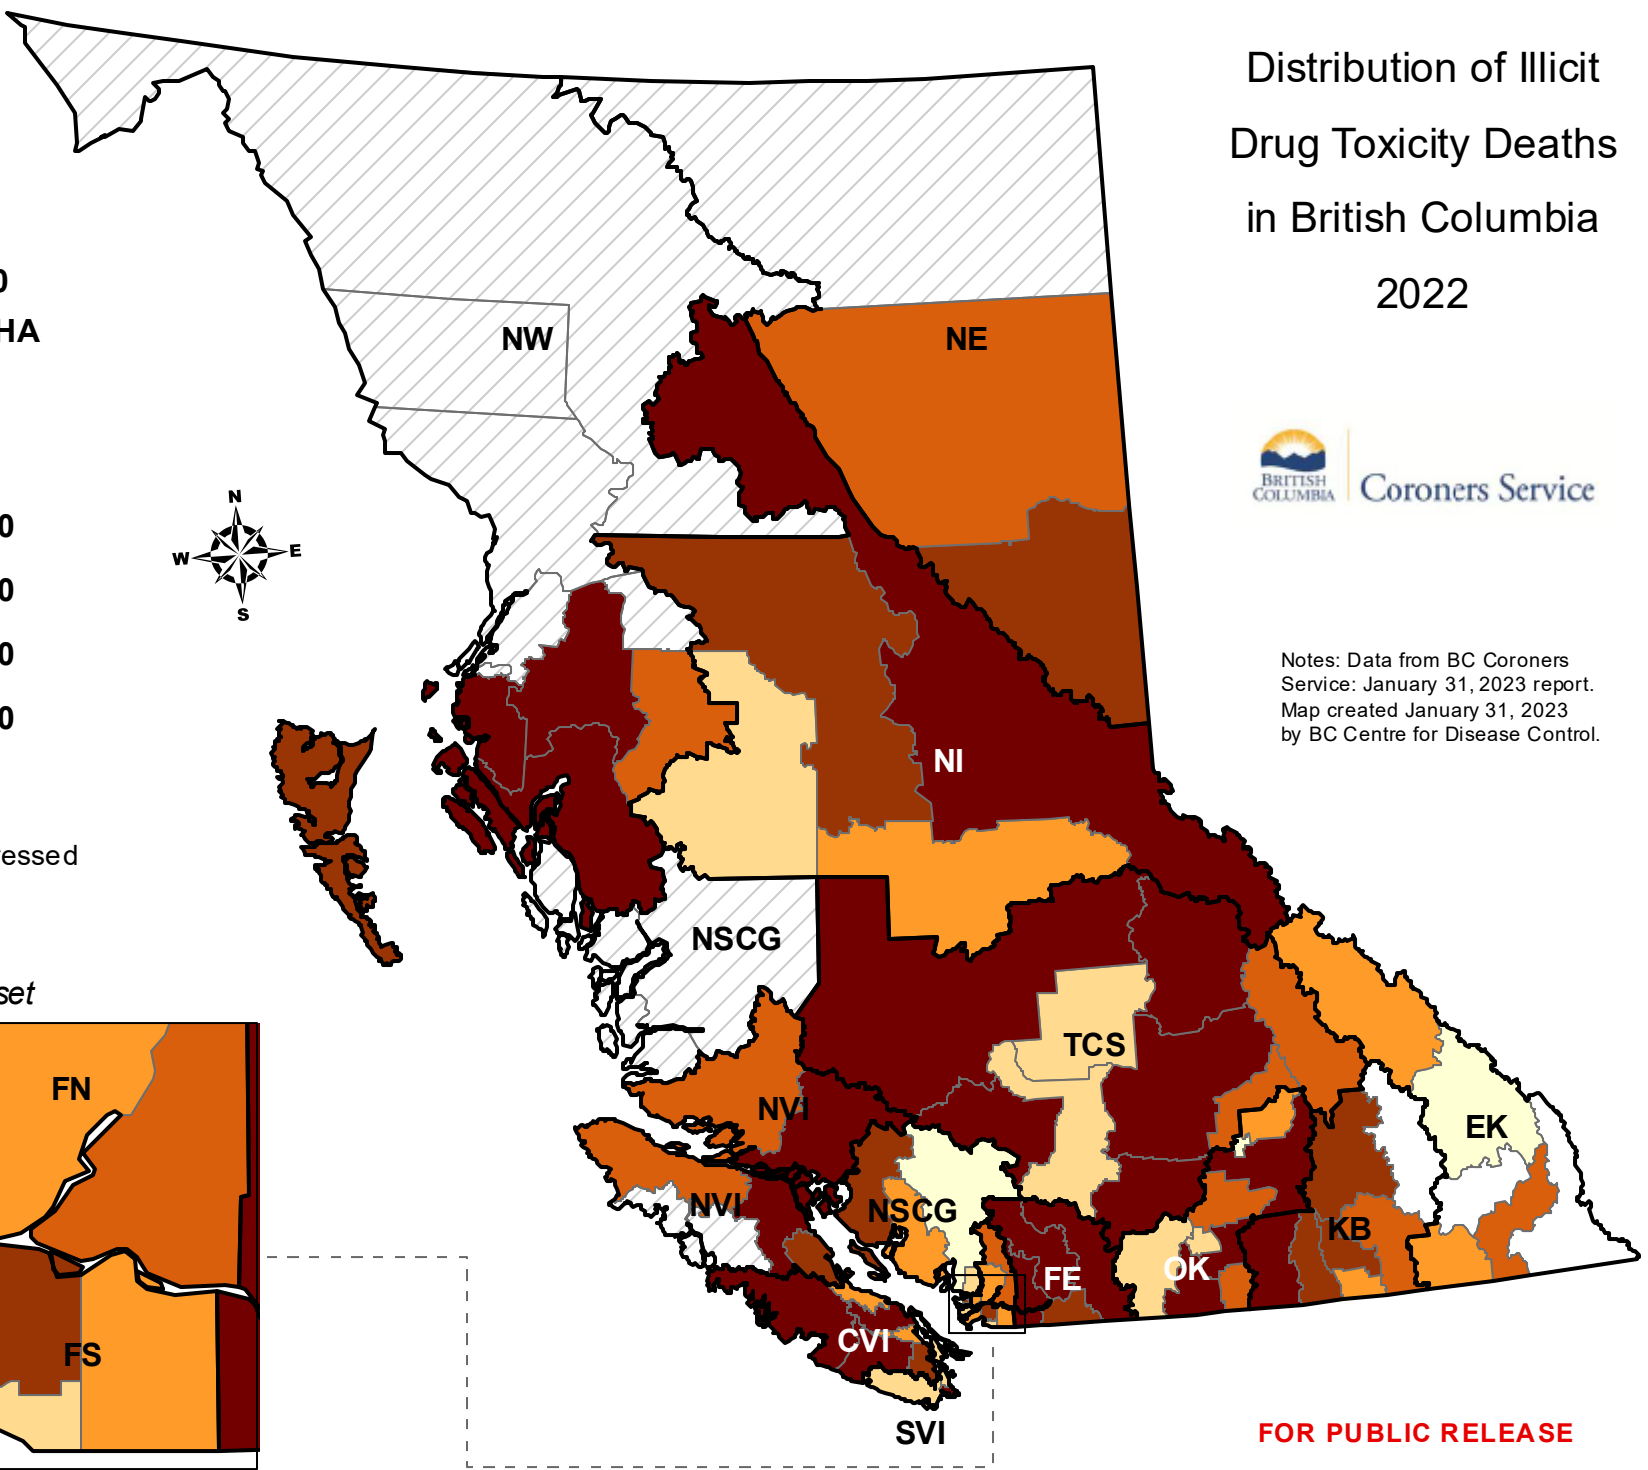 Distribution of Illicit
Drug Toxicity Deaths
in British Columbia
2022
0
HA
NW
NE
BRITISH
COLUMBIA
Coroners Service
N
W
E
S
0
0
0
0
Notes: Data from BC Coroners
Service: January 31, 2023 report.
Map created January 31, 2023
by BC Centre for Disease Control.
NI
ressed
NSCG
set
TCS
FN
NVI
EK
NVI
NSCG
KB
FE
OK
CVI
FS
SVI
FOR PUBLIC RELEASE